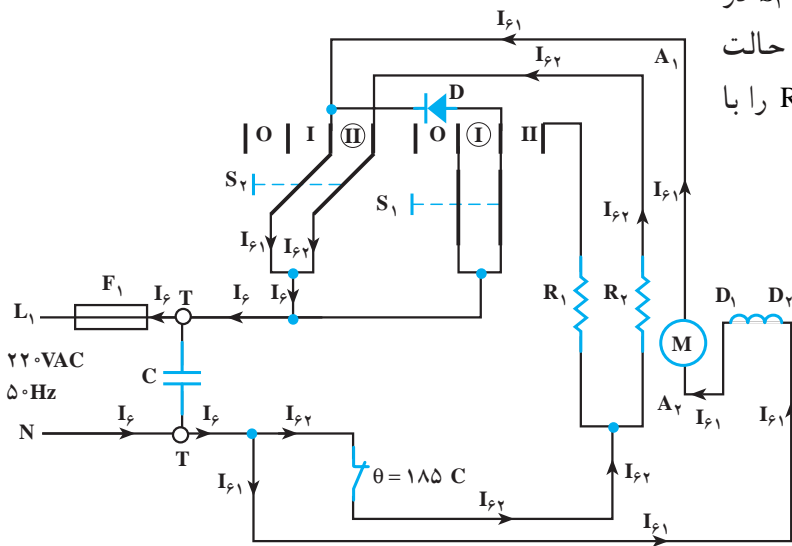 در
حالت
R را با
I۶۱
A۱
I۶۲
D
O I II
O I II
S۲
S۱
I۶۱
I۶۲
I۶۱
I۶۲
F۱
I۶ T I۶ I۶
L۱
R۱ R۲
D۱ D۲
M
۲۲۰VAC
۵۰Hz
C
A۲
I۶۱
I۶۱
N I۶ I۶ I۶۲
T
θ = ۱۸۵ C
I۶۱
I۶۲
I۶۲
I۶۱